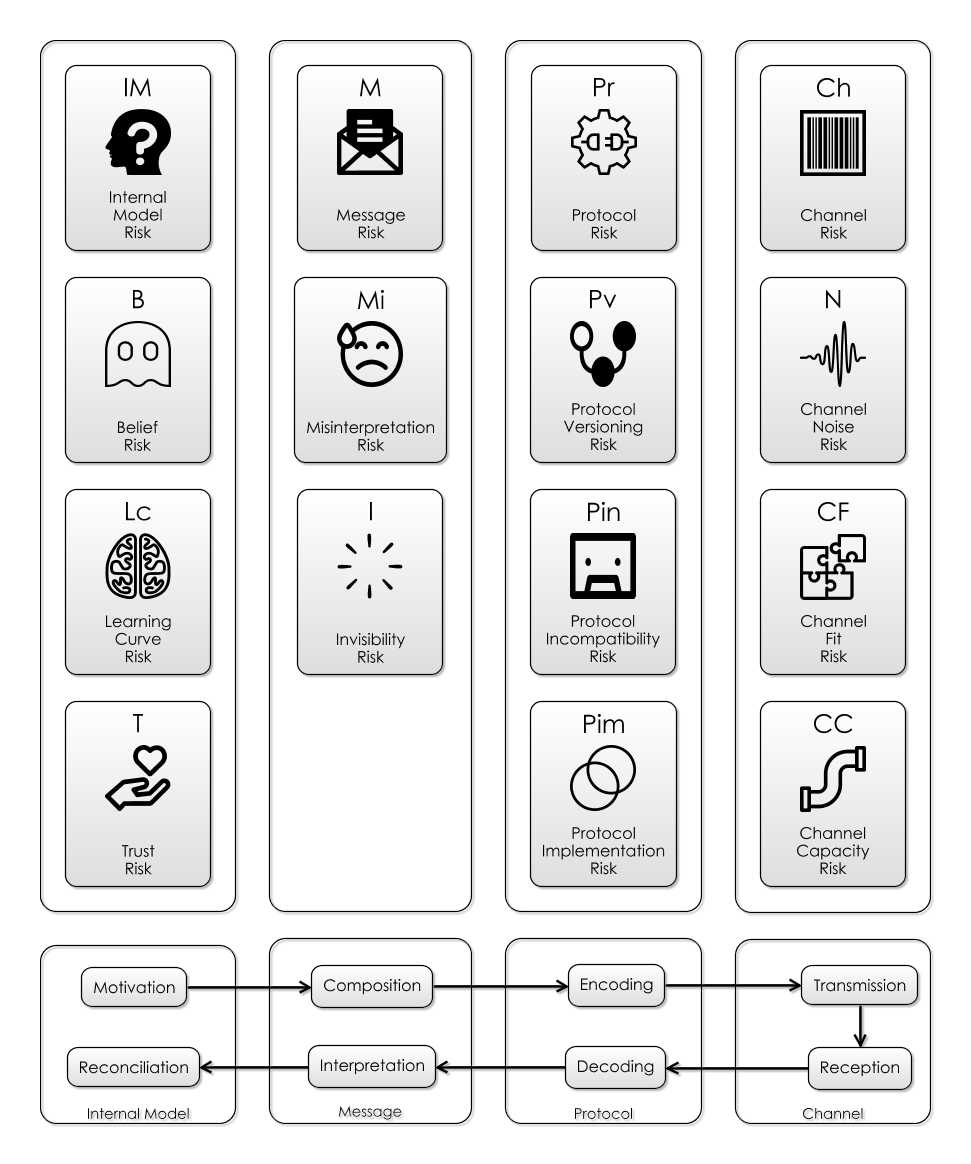 IM
Internal
Model
Risk
B
Belief
Risk
Lc
Learning
Curve
Risk
T
Trust
Risk
M
Message
Risk
Mi
Misinterpretation
Risk
I
Invisibility
Risk
Pr
Protocol
Risk
Pv
Protocol
Versioning
Risk
Pin
Protocol
Incompatibility
Risk
Pim
Protocol
Implementation
Risk
Ch
Channel
Risk
N
Channel
Noise
Risk
CF
Channel
Fit
Risk
CC
Channel
Capacity
Risk
Motivation
Composition
Encoding
Transmission
Reconciliation
Interpretation
Decoding
Reception
Internal Model
Message
Protocol
Channel